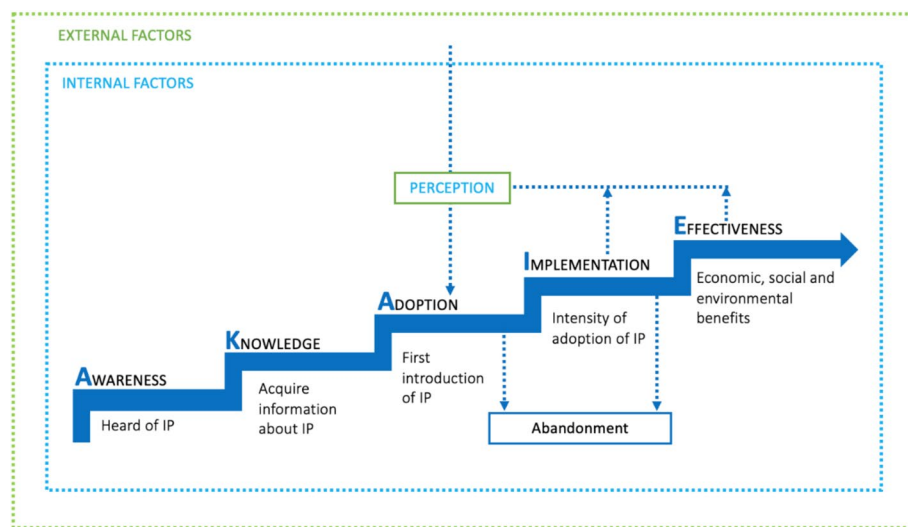 EXTERNAL FACTORS
INTERNAL FACTORS
PERCEPTION
EFFECTIVENESS
Economic, social and
environmental
benefits
IMPLEMENTATION
Intensity of
adoption of IP
ADOPTION
First
introduction
of IP
KNOWLEDGE
Acquire
information
about IP
AWARENESS
Heard of IP
Abandonment